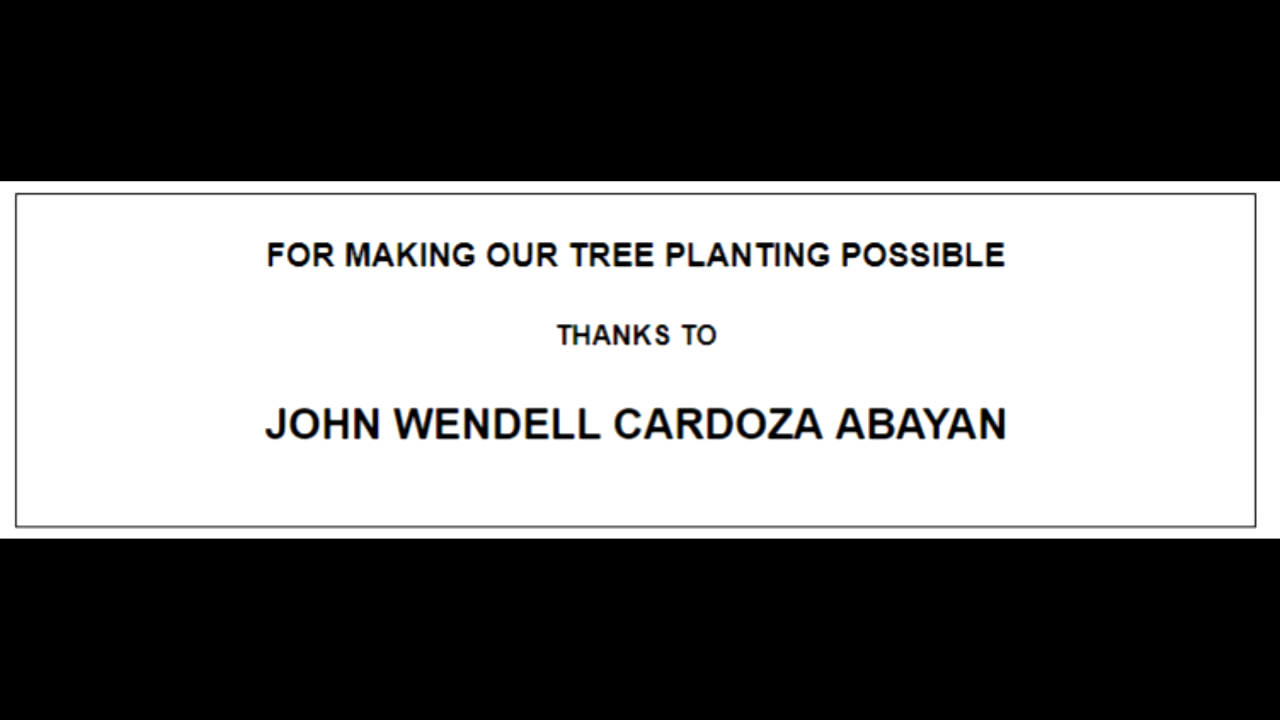 FOR MAKING OUR TREE PLANTING POSSIBLE
THANKS TO
JOHN WENDELL CARDOZA ABAYAN